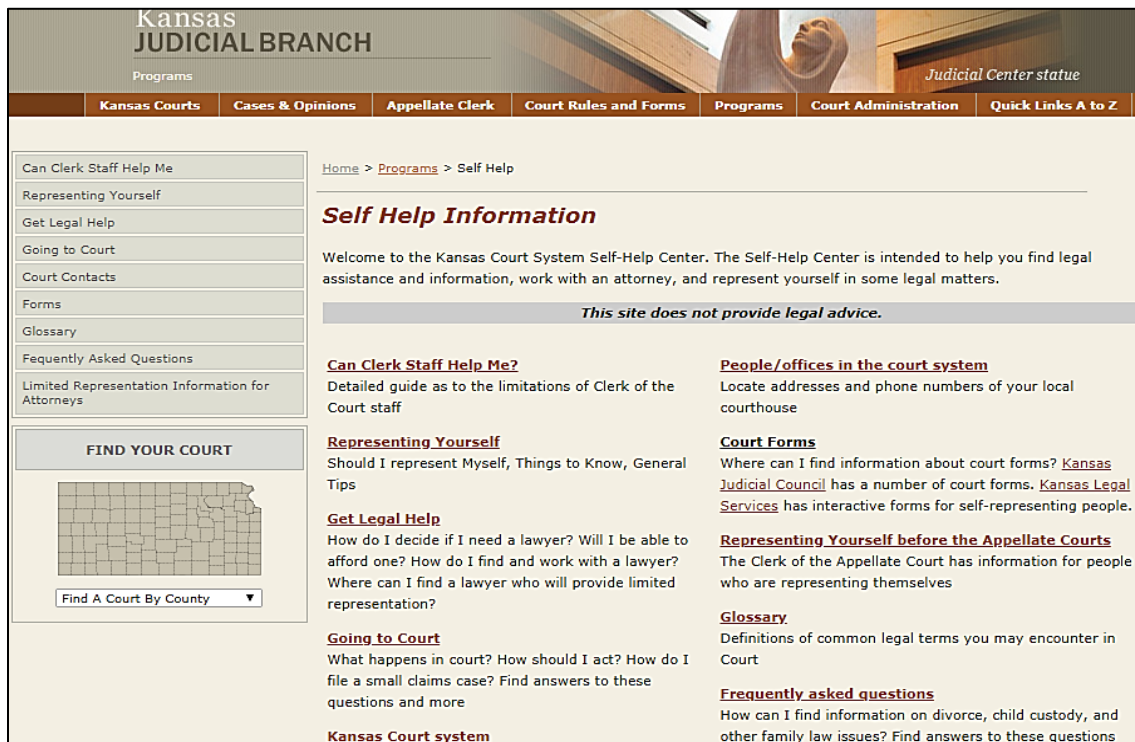 Kansas
JUDICIAL BRANCH
Programs
Judicial Center statue
Kansas Courts
Cases & Opinions
Appellate Clerk
Court Rules and Forms
Programs
Court Administration
Quick Links A to Z
Can Clerk Staff Help Me
Representing Yourself
Get Legal Help
Going to Court
Court Contacts
Forms
Glossary
Fequently Asked Questions
Limited Representation Information for
Attorneys
FIND YOUR COURT
Find A Court By County
Home > Programs > Self Help
Self Help Information
Welcome to the Kansas Court System Self-Help Center. The Self-Help Center is intended to help you find legal
assistance and information, work with an attorney, and represent yourself in some legal matters.
This site does not provide legal advice.
Can Clerk Staff Help Me?
Detailed guide as to the limitations of Clerk of the
Court staff
Representing Yourself
Should I represent Myself, Things to Know, General
Tips
Get Legal Help
How do I decide if I need a lawyer? Will I be able to
afford one? How do I find and work with a lawyer?
Where can I find a lawyer who will provide limited
representation?
Going to Court
What happens in court? How should I act? How do I
file a small claims case? Find answers to these
questions and more
Kansas Court system
People/offices in the court system
Locate addresses and phone numbers of your local
courthouse
Court Forms
Where can I find information about court forms? Kansas
Judicial Council has a number of court forms. Kansas Legal
Services has interactive forms for self-representing people.
Representing Yourself before the Appellate Courts
The Clerk of the Appellate Court has information for people
who are representing themselves
Glossary
Definitions of common legal terms you may encounter in
Court
Frequently asked questions
How can I find information on divorce, child custody, and
other family law issues? Find answers to these questions